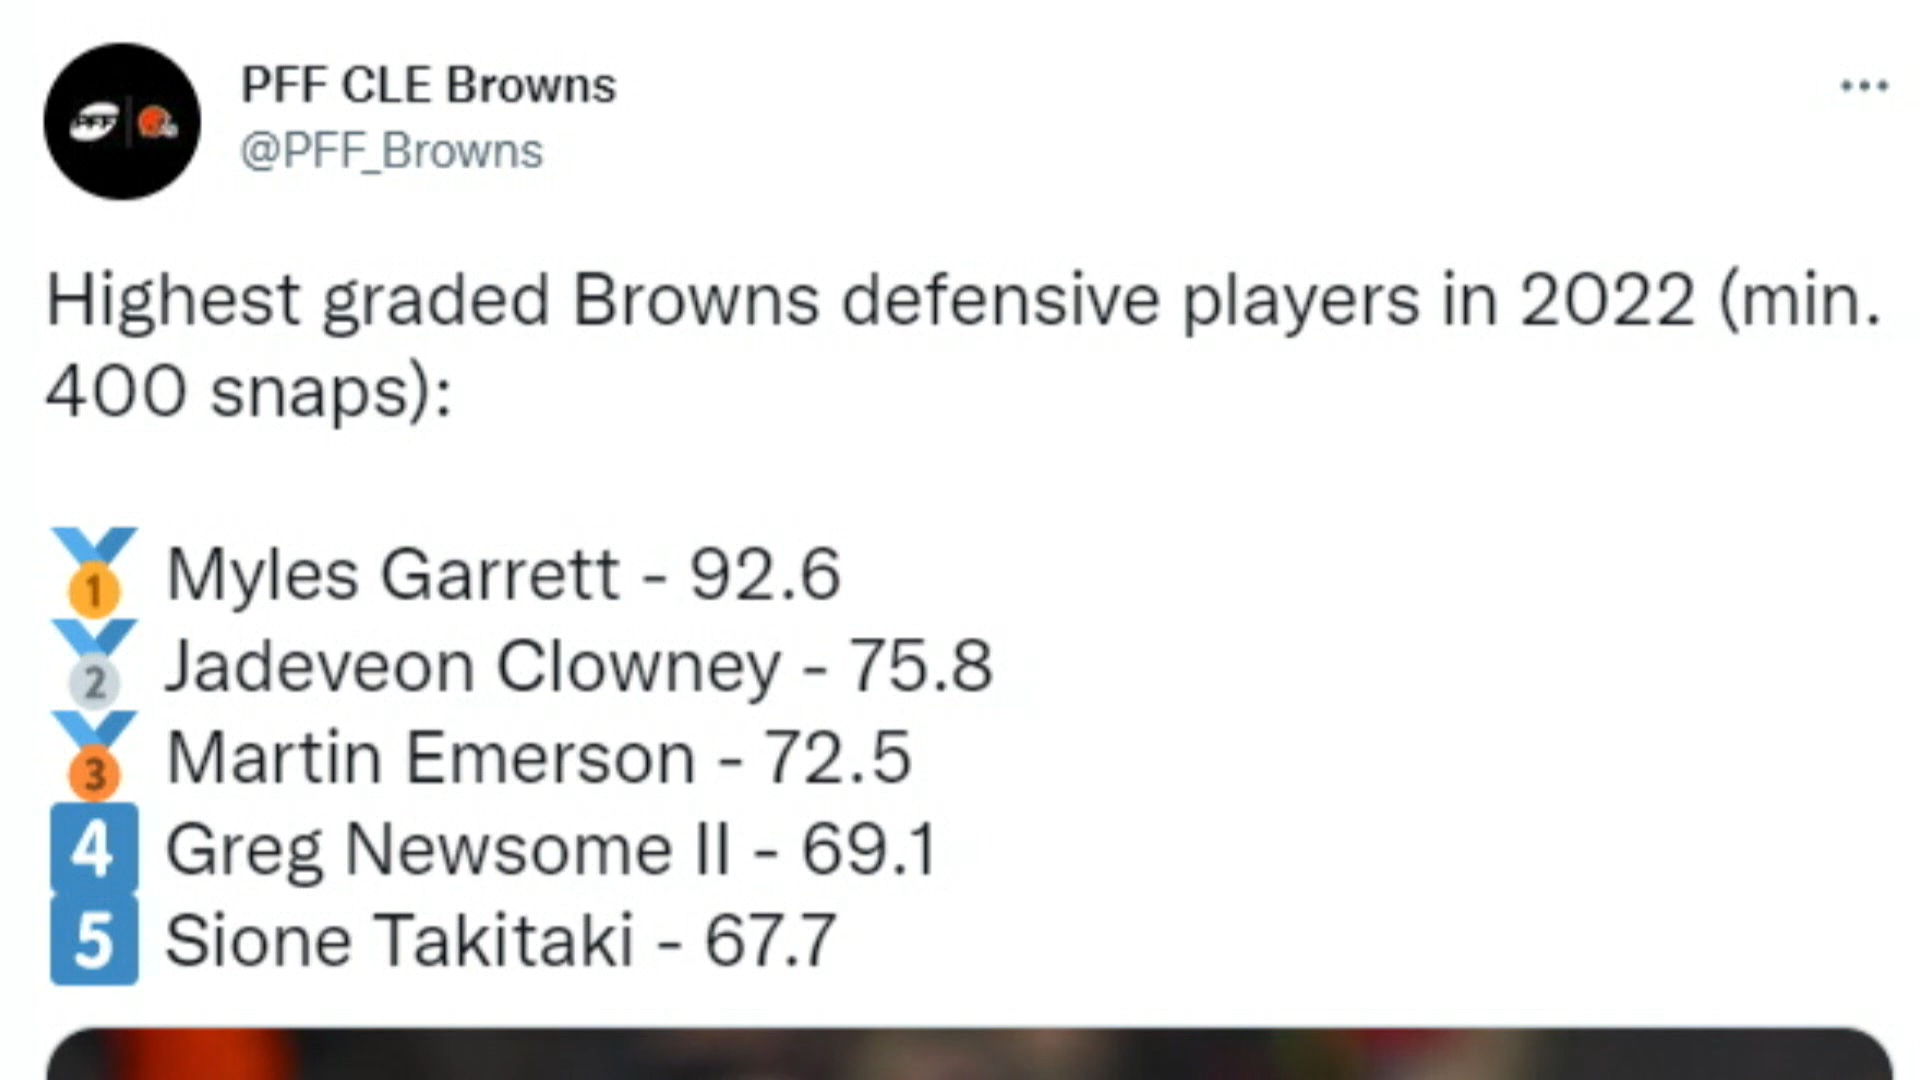 PFF CLE Browns
@PFF_Browns
Highest graded Browns defensive players in 2022 (min.
400 snaps):
1 Myles Garrett - 92.6
2 Jadeveon Clowney - 75.8
3 Martin Emerson - 72.5
4 Greg Newsome II - 69.1
5 Sione Takitaki - 67.7